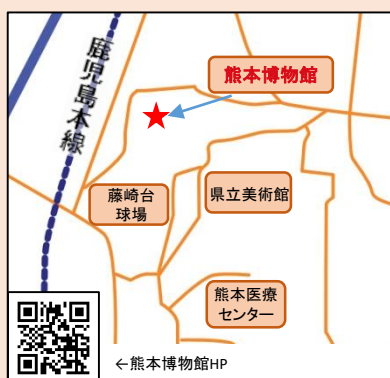 鹿児島本線
熊本博物館
藤崎台
球場
県立美術館
熊本医療
センター
←熊本博物館HP